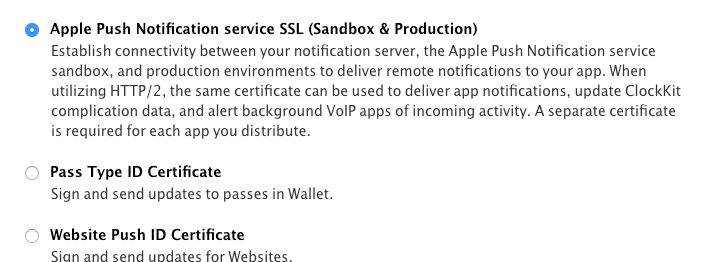 Apple Push Notification service SSL (Sandbox & Production)
Establish connectivity between your notification server, the Apple Push Notification service
sandbox, and production environments to deliver remote notifications to your app. When
utilizing HTTP/2, the same certificate can be used to deliver app notifications, update ClockKit
complication data, and alert background VoIP apps of incoming activity. A separate certificate
is required for each app you distribute.
Pass Type ID Certificate
Sign and send updates to passes in Wallet.
Website Push ID Certificate
Sign and send updates for Websites.